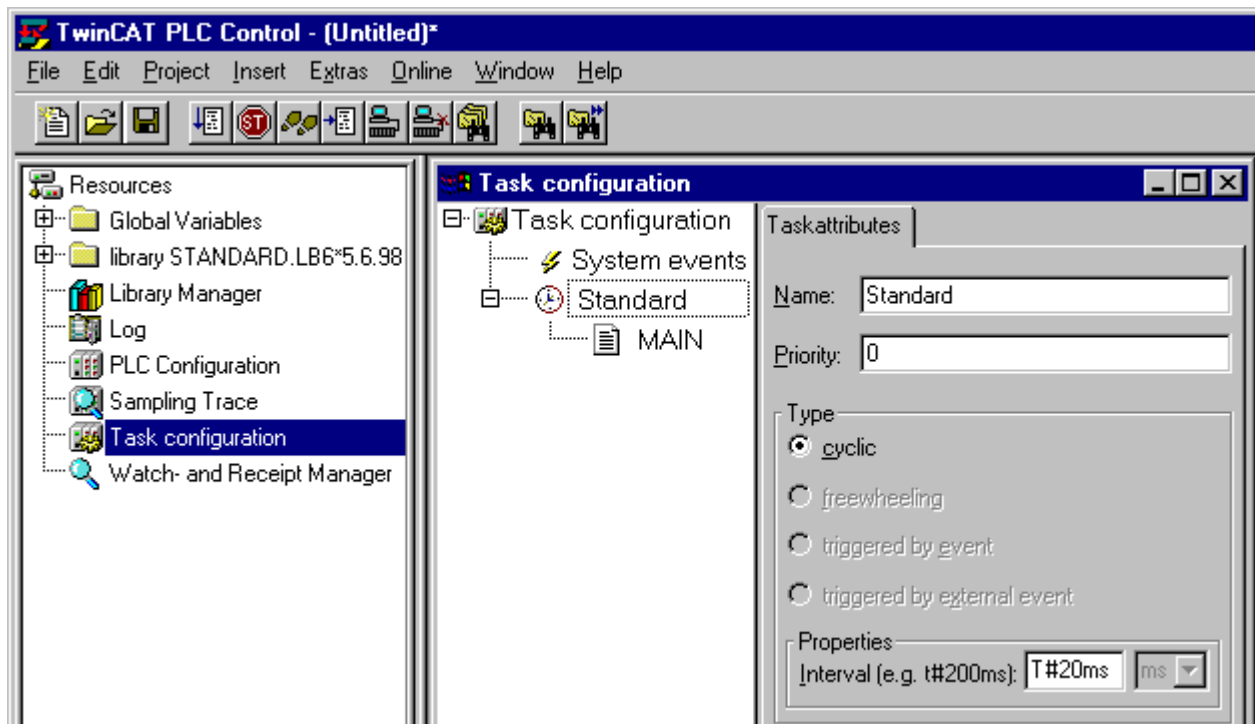 TwinCAT PLC Control - (Untitled)*
File Edit Project Insert Extras Online Window Help
ST
Resources
Global Variables
library STANDARD.LB6*5.6.98
Library Manager
Log
PLC Configuration
Sampling Trace
Task configuration
Watch- and Receipt Manager
Task configuration
Task configuration
System events
Standard
MAIN
Taskattributes
Name: Standard
Priority: 0
Type
cyclic
freewheeling
triggered by event
triggered by external event
Properties
Interval (e.g. t#200ms): T#20ms ms